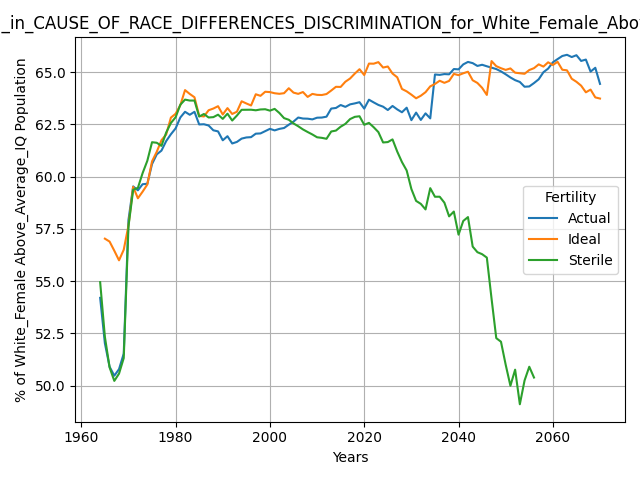 _in_CAUSE_OF_RACE_DIFFERENCES_DISCRIMINATION_for_White_Female_Abo
% of White_Female Above_Average_IQ Population
65.0
62.5
60.0
57.5
55.0
52.5
50.0
Fertility
Actual
Ideal
Sterile
1960
1980
2000
2020
2040
2060
Years